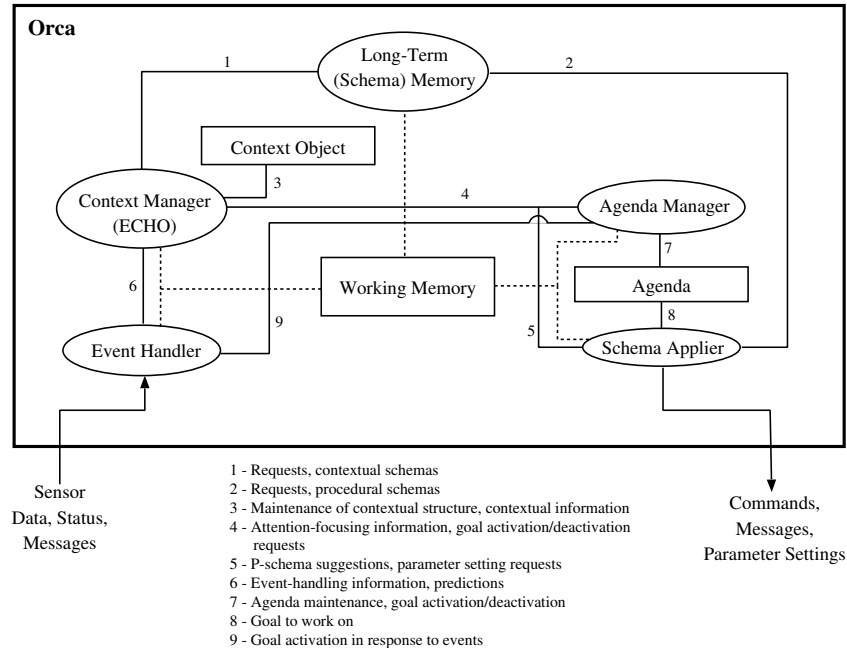 Orca
Long-Term
(Schema) Memory
1
2
Context Object
3
Context Manager
(ECHO)
4
Agenda Manager
7
Working Memory
Agenda
6
9
5
8
Event Handler
Schema Applier
Sensor
Data, Status,
Messages
Commands,
Messages,
Parameter Settings
1 - Requests, contextual schemas
2 - Requests, procedural schemas
3 - Maintenance of contextual structure, contextual information
4 - Attention-focusing information, goal activation/deactivation
requests
5 - P-schema suggestions, parameter setting requests
6 - Event-handling information, predictions
7 - Agenda maintenance, goal activation/deactivation
8 - Goal to work on
9 - Goal activation in response to events